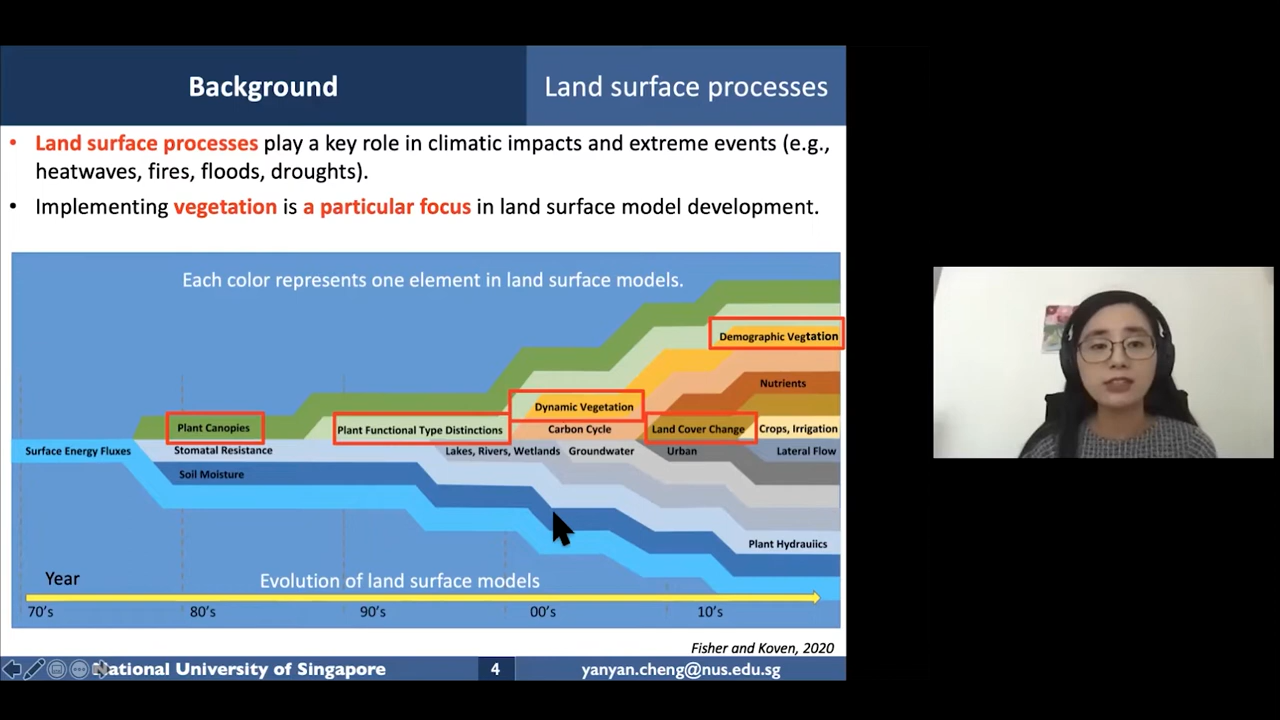 Background
Land surface processes
• Land surface processes play a key role in climatic impacts and extreme events (e.g.,
heatwaves, fires, floods, droughts).
• Implementing vegetation is a particular focus in land surface model development.
Each color represents one element in land surface models.
Demographic Vegtation
Nutrients
Dynamic Vegetation
Plant Canopies
Plant Functional Type Distinctions
Carbon Cycle
Land Cover Change
Crops, Irrigation
Surface Energy Fluxes
Stomatal Resistance
Lakes, Rivers, Wetlands
Groundwater
Urban
Lateral Flow
Soil Moisture
Plant Hydrauiics
Year
Evolution of land surface models
70's
80's
90's
00's
10's
Fisher and Koven, 2020
National University of Singapore
4
yanyan.cheng@nus.edu.sg